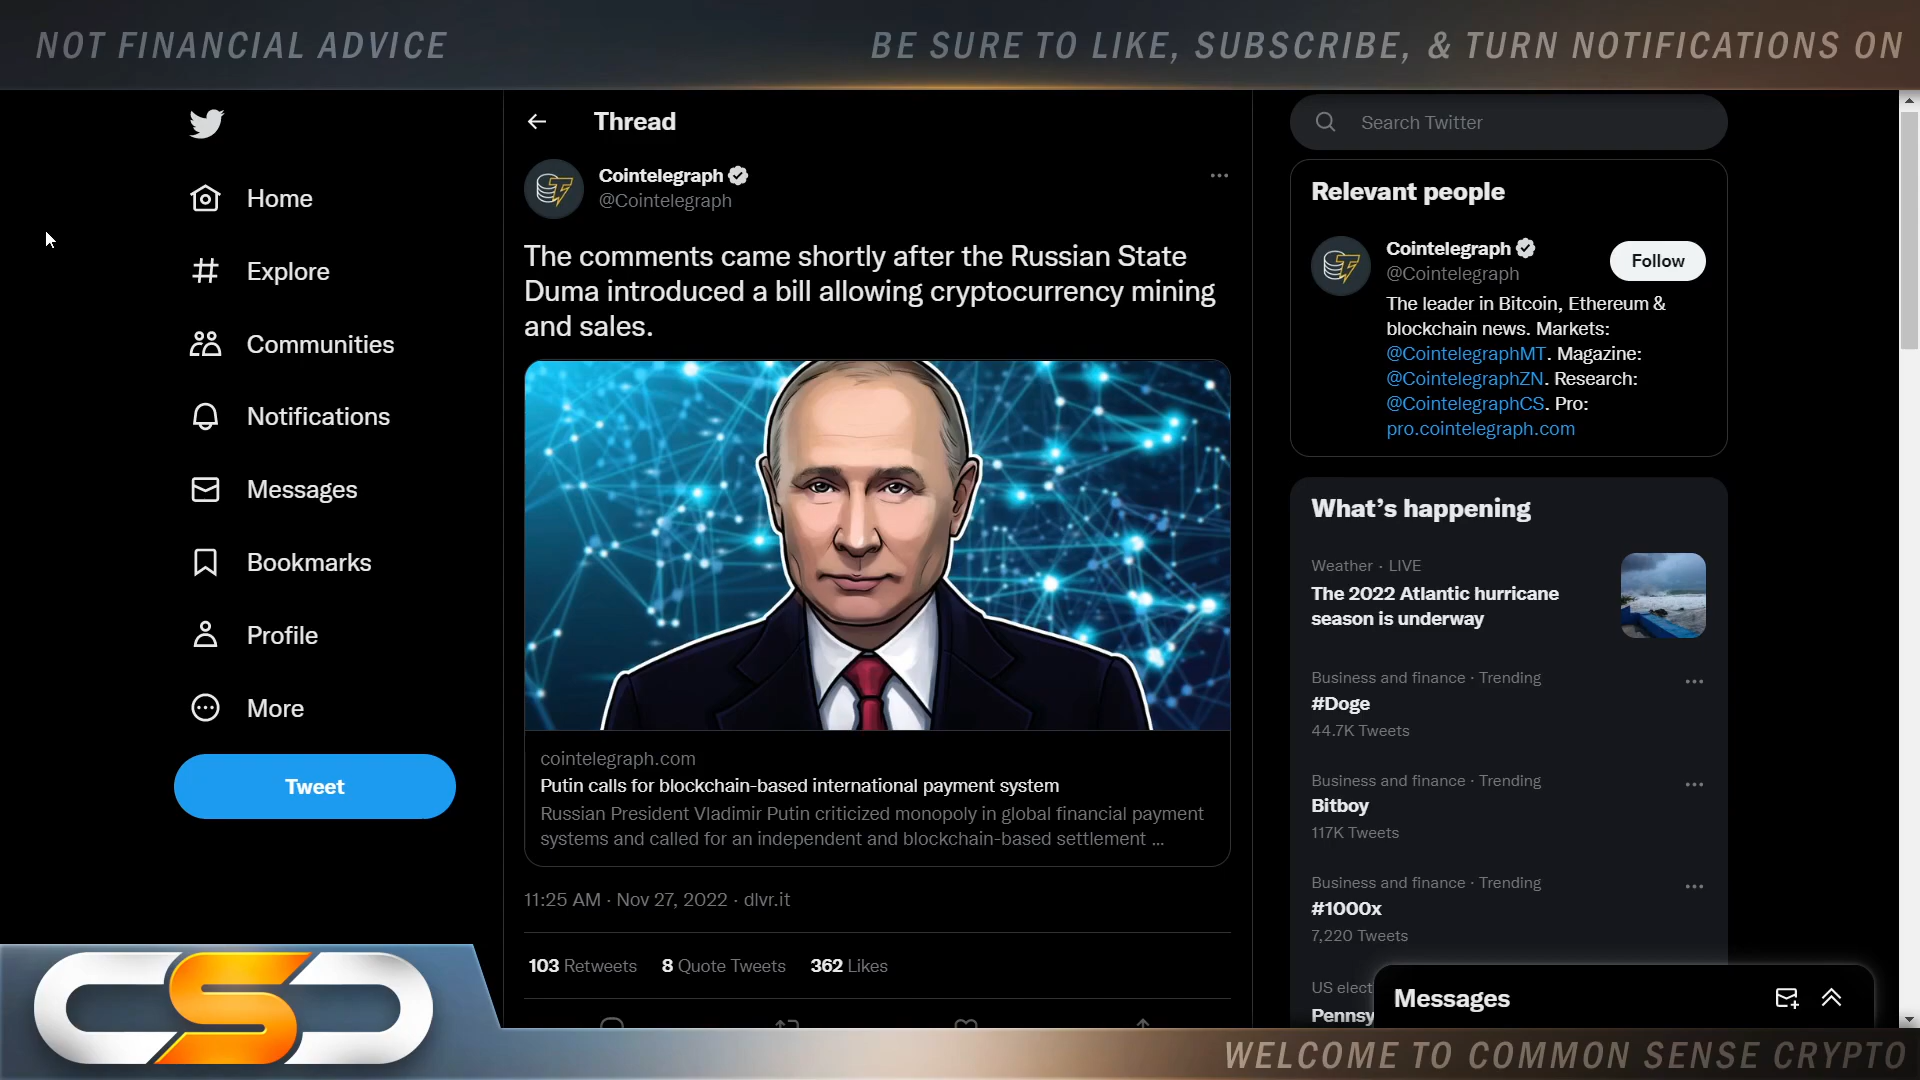 NOT FINANCIAL ADVICE
BE SURE TO LIKE, SUBSCRIBE, & TURN NOTIFICATIONS ON
Home
Explore
Communities
Notifications
Messages
Bookmarks
Profile
More
Tweet
Thread
Cointelegraph
@Cointelegraph
The comments came shortly after the Russian State
Duma introduced a bill allowing cryptocurrency mining
and sales.
cointelegraph.com
Putin calls for blockchain-based international payment system
Russian President Vladimir Putin criticized monopoly in global financial payment
systems and called for an independent and blockchain-based settlement ...
11:25 AM · Nov 27, 2022 · dlvr.it
103 Retweets 8 Quote Tweets 362 Likes
Search Twitter
Relevant people
Cointelegraph
@Cointelegraph
Follow
The leader in Bitcoin, Ethereum &
blockchain news. Markets:
@CointelegraphMT. Magazine:
@CointelegraphZN. Research:
@CointelegraphCS. Pro:
pro.cointelegraph.com
What's happening
Weather · LIVE
The 2022 Atlantic hurricane
season is underway
Business and finance · Trending
#Doge
44.7K Tweets
Business and finance · Trending
Bitboy
117K Tweets
Business and finance · Trending
#1000x
7,220 Tweets
US elect
Pennsy
Messages
CSC
WELCOME TO COMMON SENSE CRYPTO